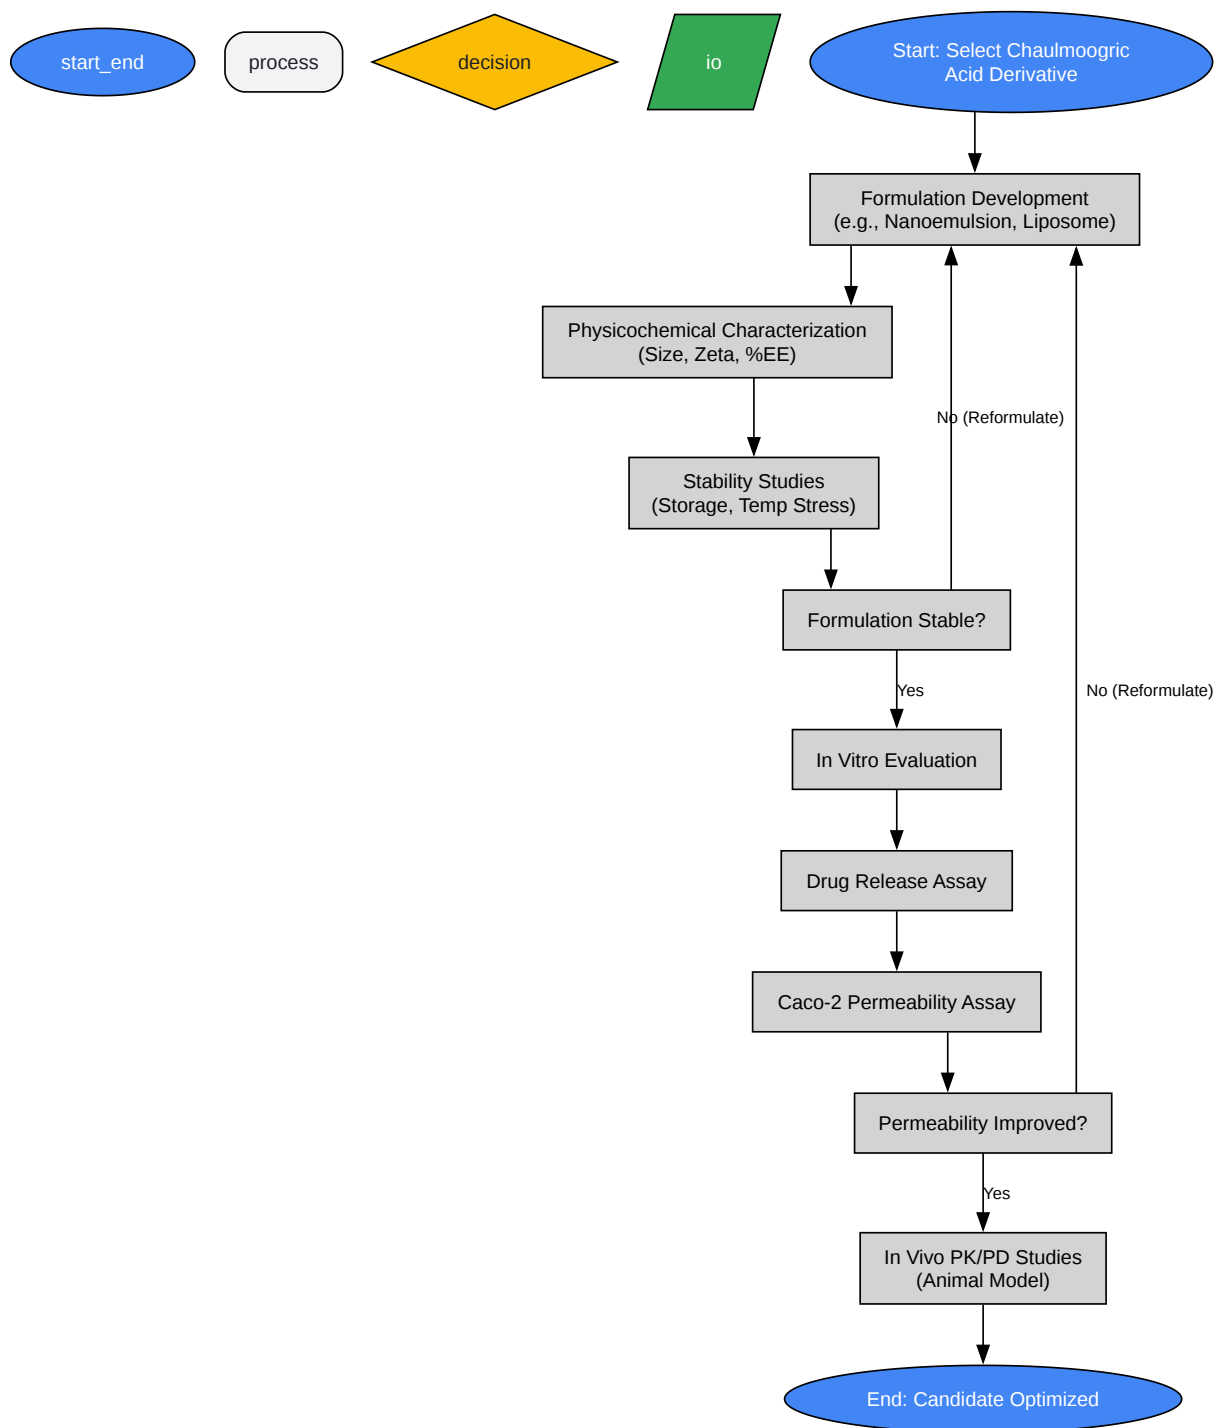 start_end
process
decision
io
Start: Select Chaulmoogric
Acid Derivative
Formulation Development
(e.g., Nanoemulsion, Liposome)
Physicochemical Characterization
(Size, Zeta, %EE)
No (Reformulate)
Stability Studies
(Storage, Temp Stress)
Formulation Stable?
Yes
No (Reformulate)
In Vitro Evaluation
Drug Release Assay
Caco-2 Permeability Assay
Permeability Improved?
Yes
In Vivo PK/PD Studies
(Animal Model)
End: Candidate Optimized